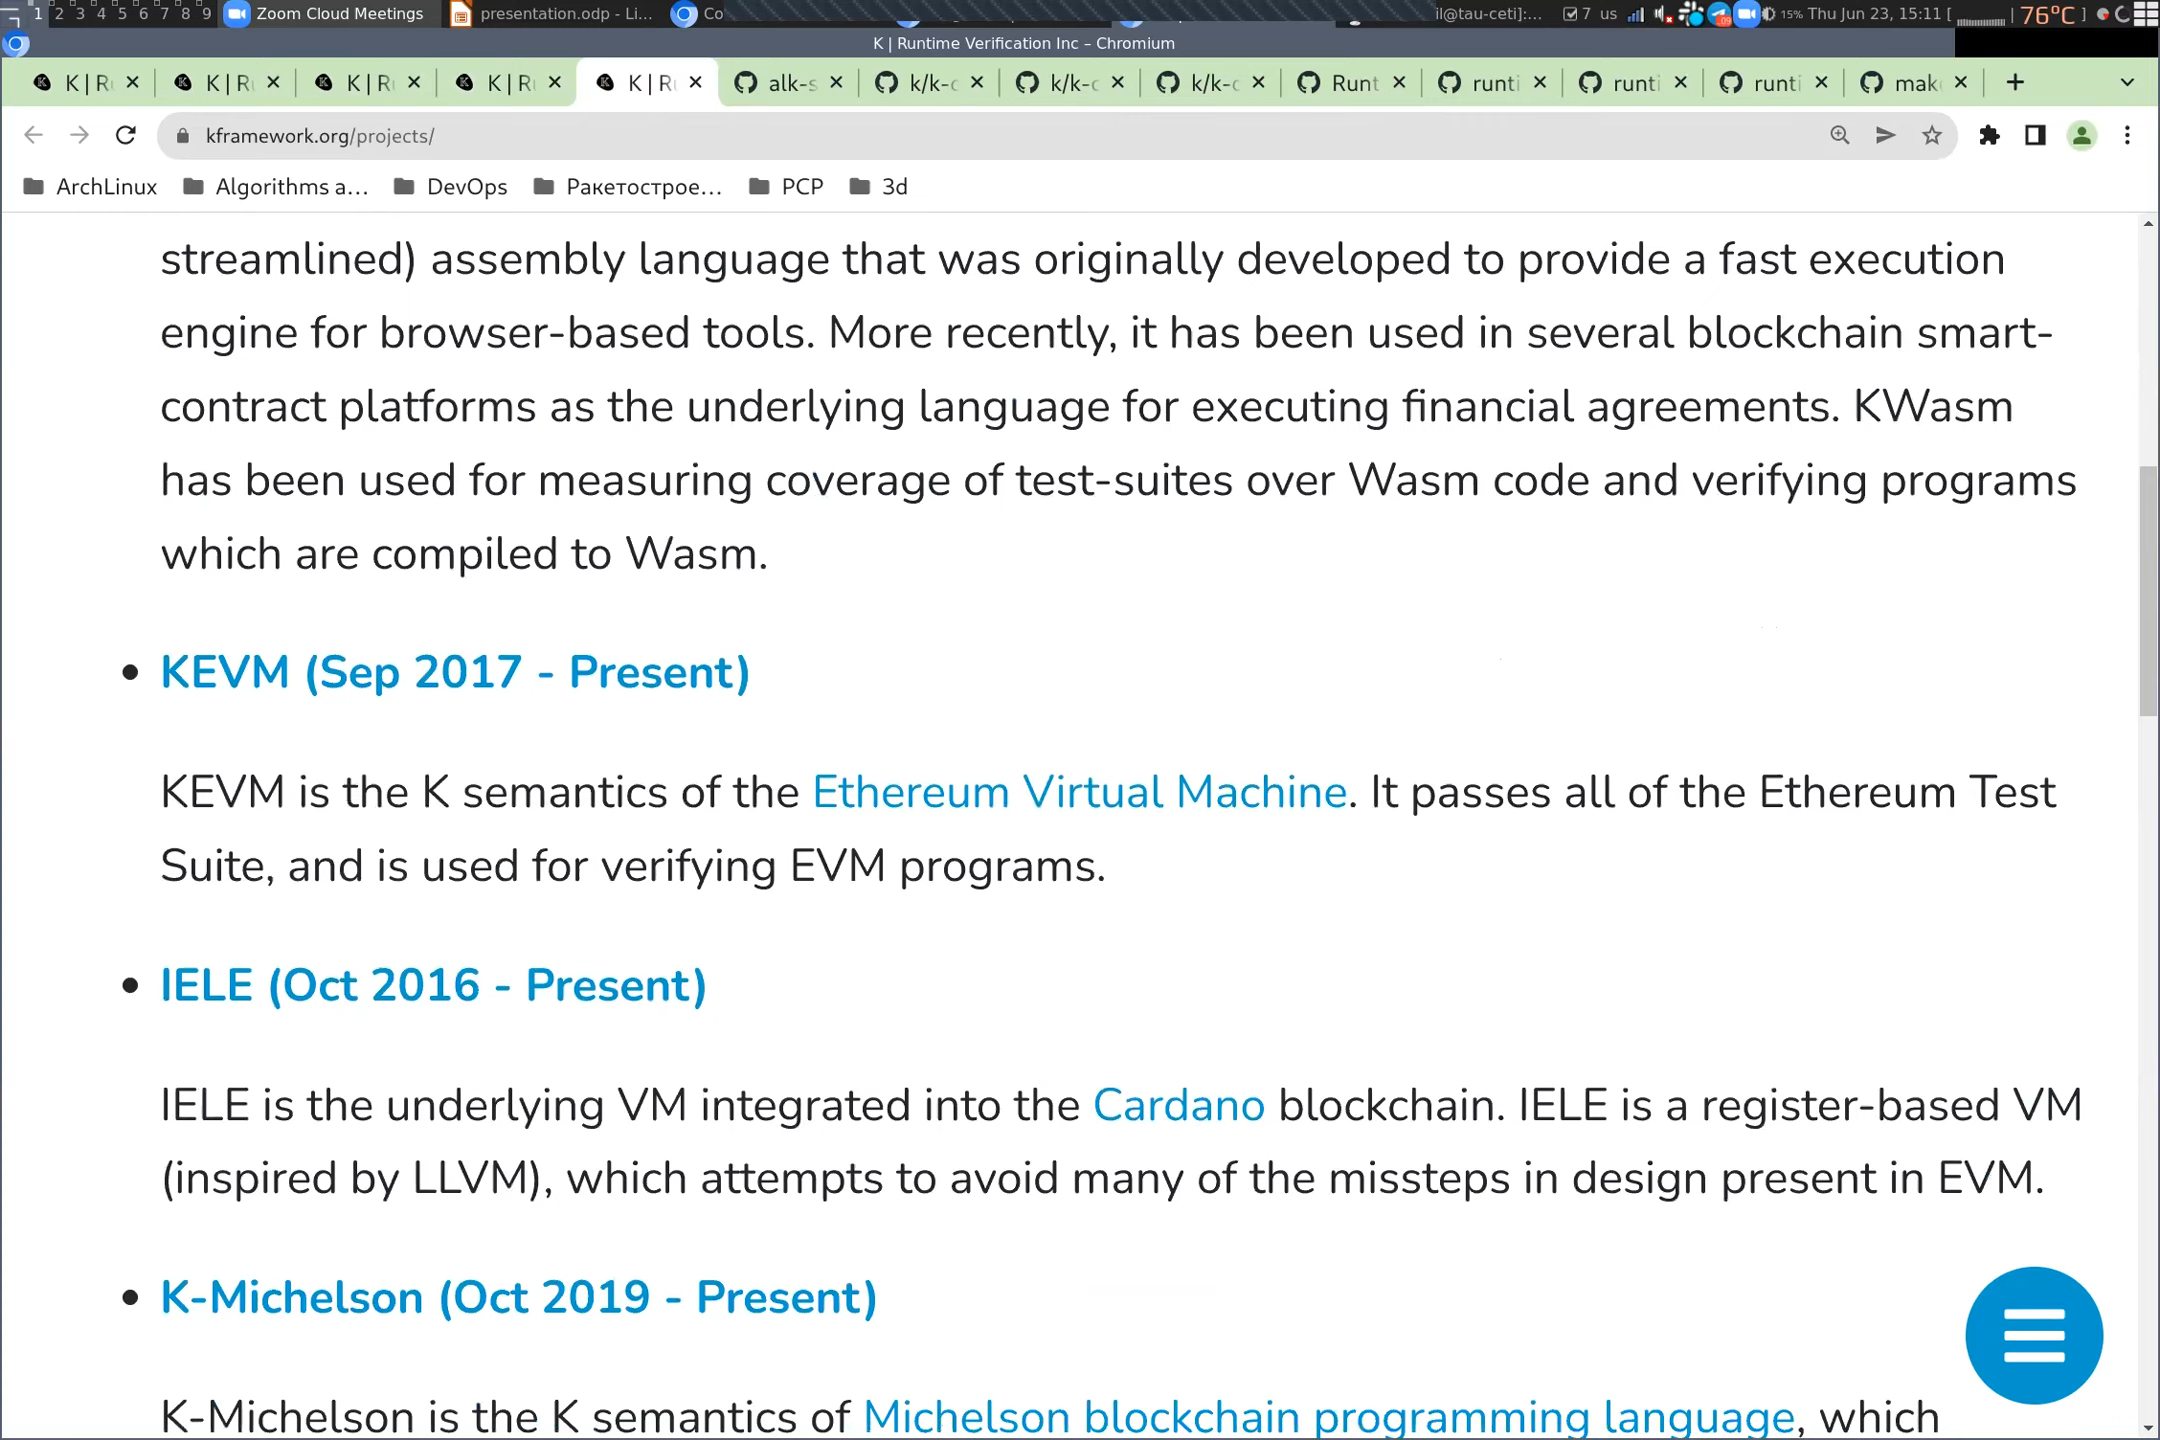 1 2 3 4 5 6 7 8 9 Zoom Cloud Meetings presentation.odp - Li... Co il@tau-ceti]:... 7 us 15% Thu Jun 23, 15:11 [ | 76°C ]
K | Runtime Verification Inc – Chromium
K | R K | R K | R K | R K | R alk-s k/k- k/k- k/k- Runt runti runti runti mak
kframework.org/projects/
ArchLinux Algorithms a... DevOps Ракетострое... PCP 3d
streamlined) assembly language that was originally developed to provide a fast execution
engine for browser-based tools. More recently, it has been used in several blockchain smart-
contract platforms as the underlying language for executing financial agreements. KWasm
has been used for measuring coverage of test-suites over Wasm code and verifying programs
which are compiled to Wasm.
KEVM (Sep 2017 - Present)
KEVM is the K semantics of the Ethereum Virtual Machine. It passes all of the Ethereum Test
Suite, and is used for verifying EVM programs.
IELE (Oct 2016 - Present)
IELE is the underlying VM integrated into the Cardano blockchain. IELE is a register-based VM
(inspired by LLVM), which attempts to avoid many of the missteps in design present in EVM.
K-Michelson (Oct 2019 - Present)
K-Michelson is the K semantics of Michelson blockchain programming language, which